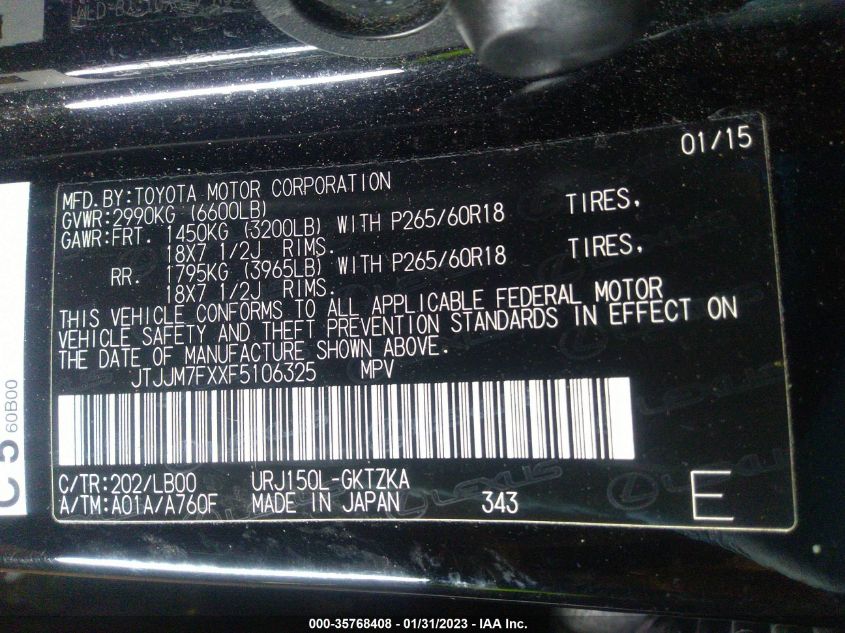 01/15
MFD.BY:TOYOTA MOTOR CORPORATION
GVWR:2990KG (6600LB)
GAWR:FRT. 1450KG (3200LB) WITH P265/60R18 TIRES,
18X7 1/2J RIMS.
RR. 1795KG (3965LB) WITH P265/60R18 TIRES,
18X7 1/2J RIMS.
THIS VEHICLE CONFORMS TO ALL APPLICABLE FEDERAL MOTOR
VEHICLE SAFETY AND THEFT PREVENTION STANDARDS IN EFFECT ON
THE DATE OF MANUFACTURE SHOWN ABOVE.
JTJJM7FXXF5106325 MPV
C/TR:202/LB00 URJ150L-GKTZKA
A/TM:A01A/A760F MADE IN JAPAN 343 E
LEXUS
C 5
60B00
000-35768408 - 01/31/2023 - IAA Inc.